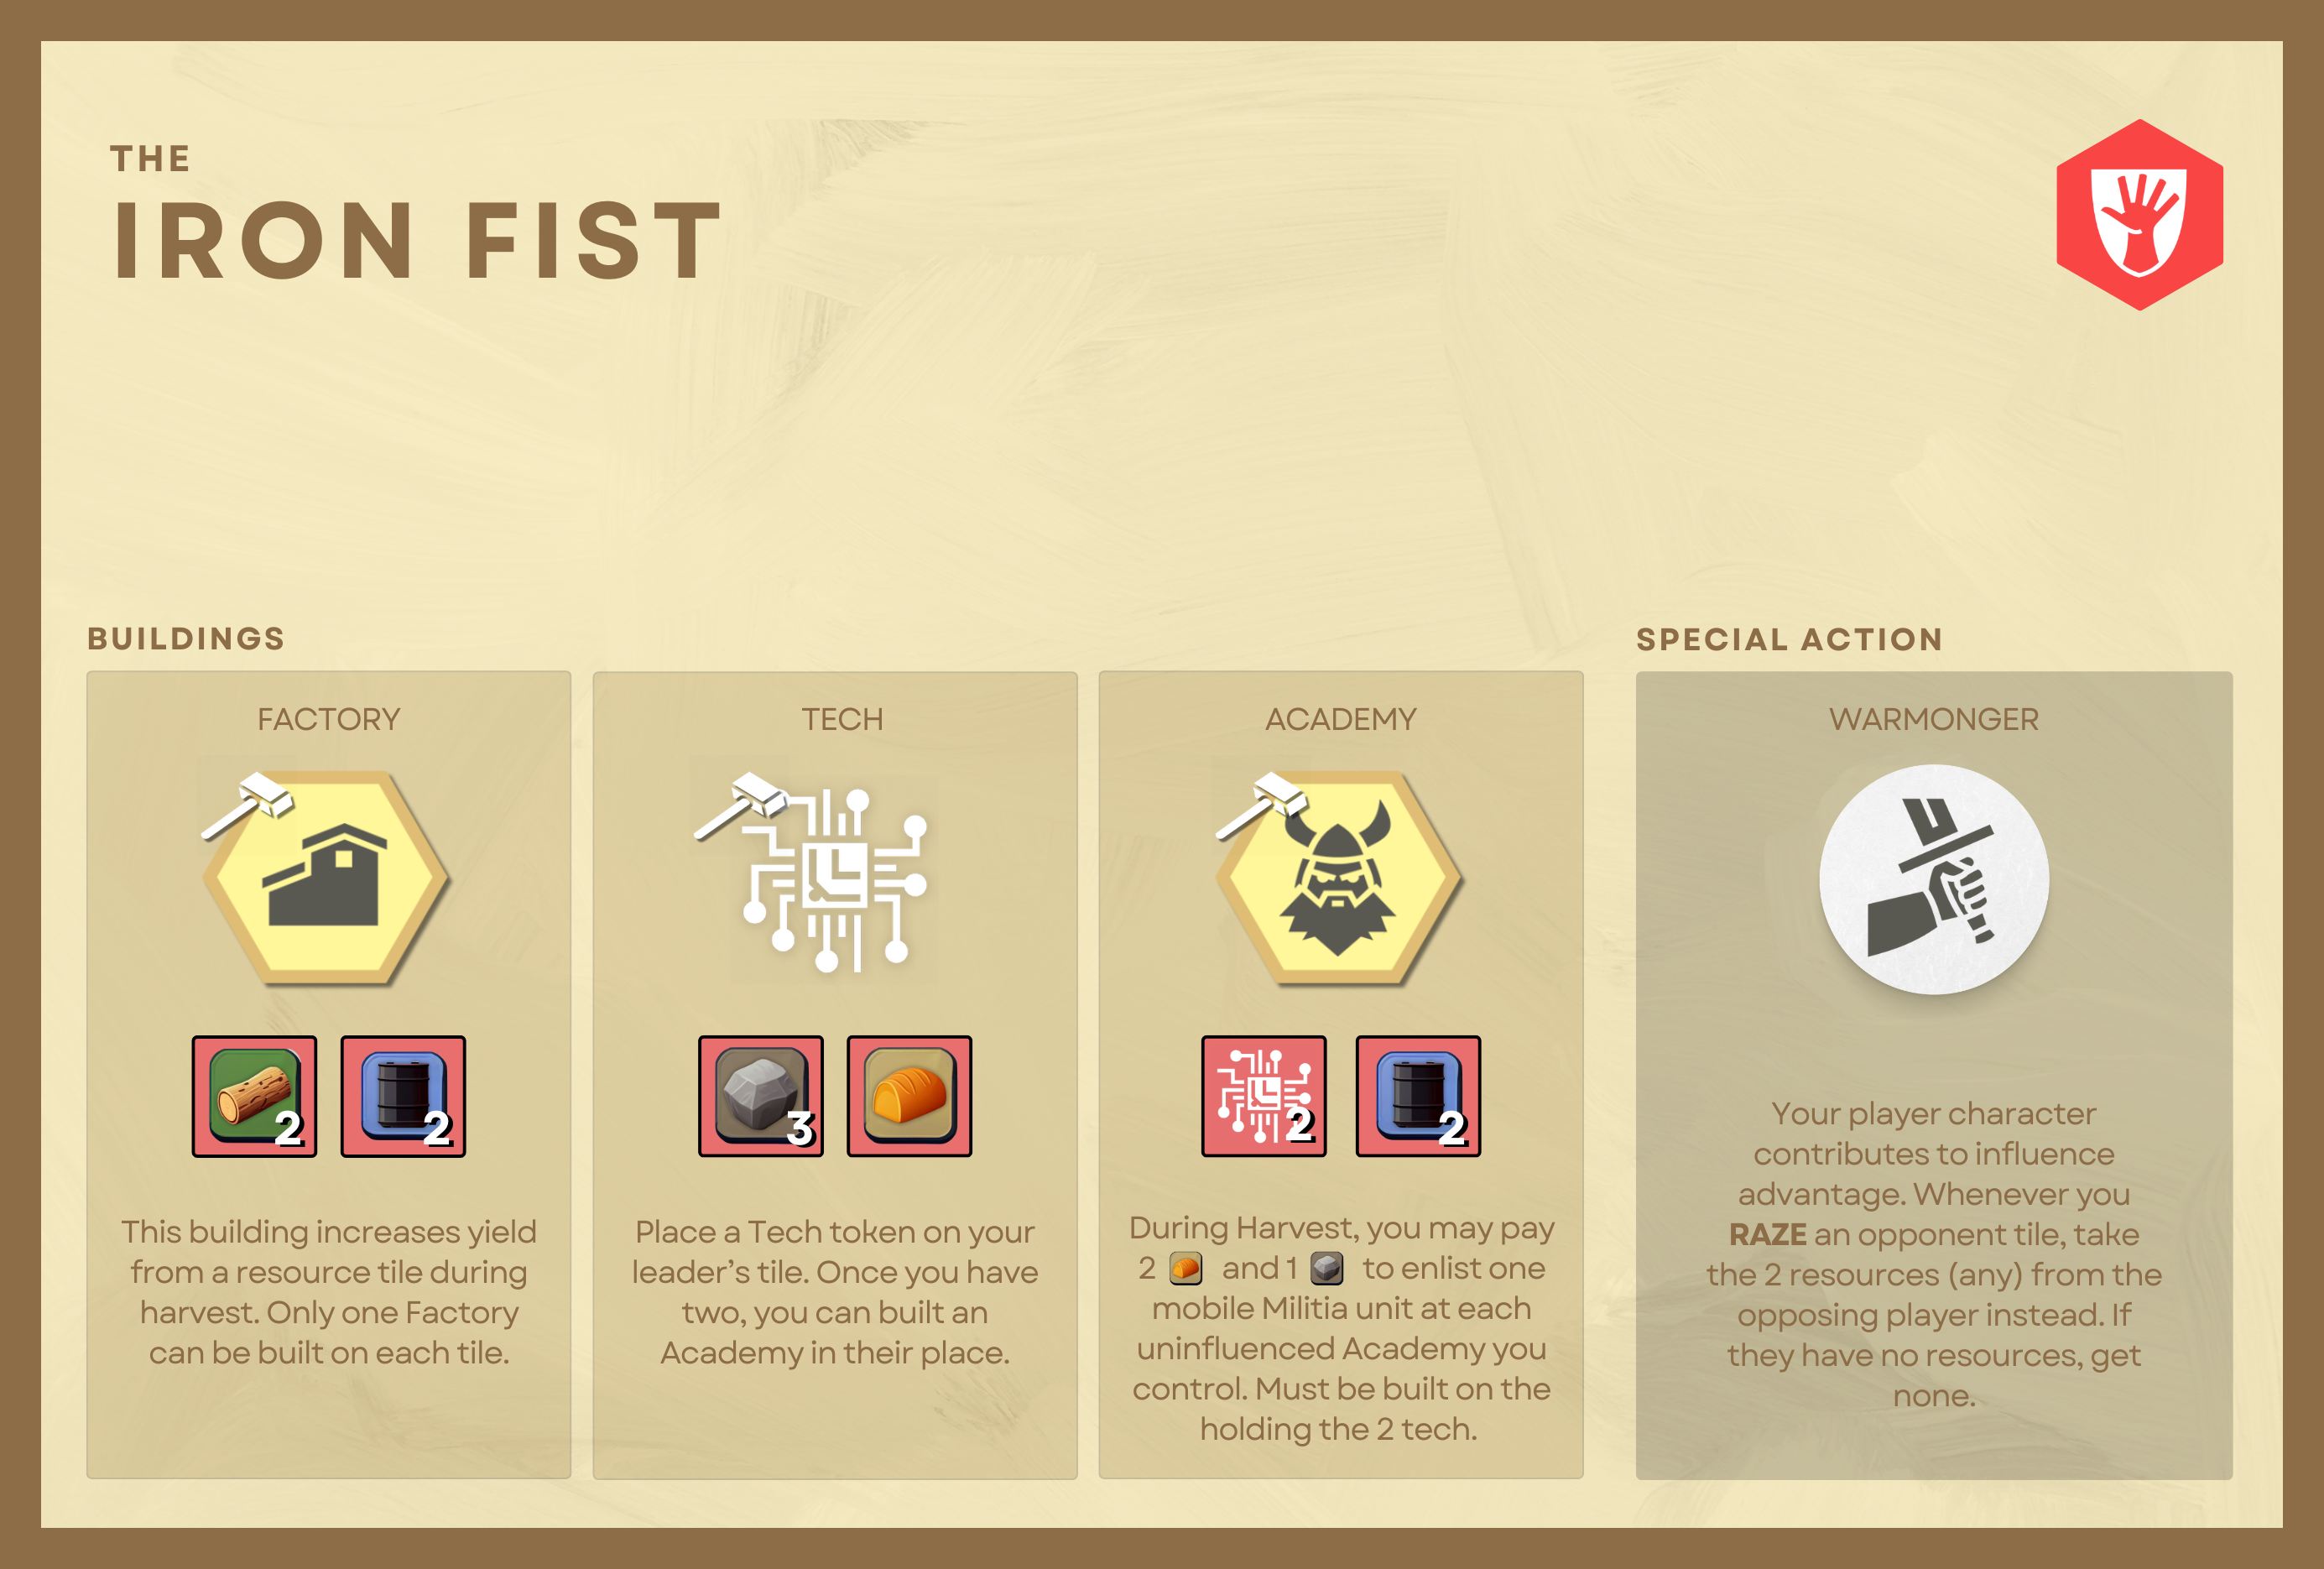 THE
IRON FIST
BUILDINGS
SPECIAL ACTION
FACTORY
2 2
This building increases yield
from a resource tile during
harvest. Only one Factory
can be built on each tile.
TECH
3
Place a Tech token on your
leader’s tile. Once you have
two, you can built an
Academy in their place.
ACADEMY
2 2
During Harvest, you may pay
2 and 1 to enlist one
mobile Militia unit at each
uninfluenced Academy you
control. Must be built on the
holding the 2 tech.
WARMONGER
Your player character
contributes to influence
advantage. Whenever you
RAZE an opponent tile, take
the 2 resources (any) from the
opposing player instead. If
they have no resources, get
none.